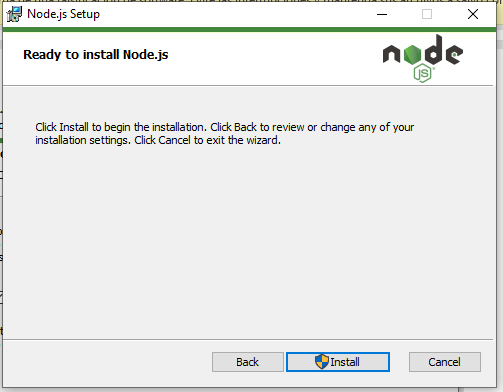 Node.js Setup
Ready to install Node.js
node
JS
Click Install to begin the installation. Click Back to review or change any of your
installation settings. Click Cancel to exit the wizard.
Back
Install
Cancel